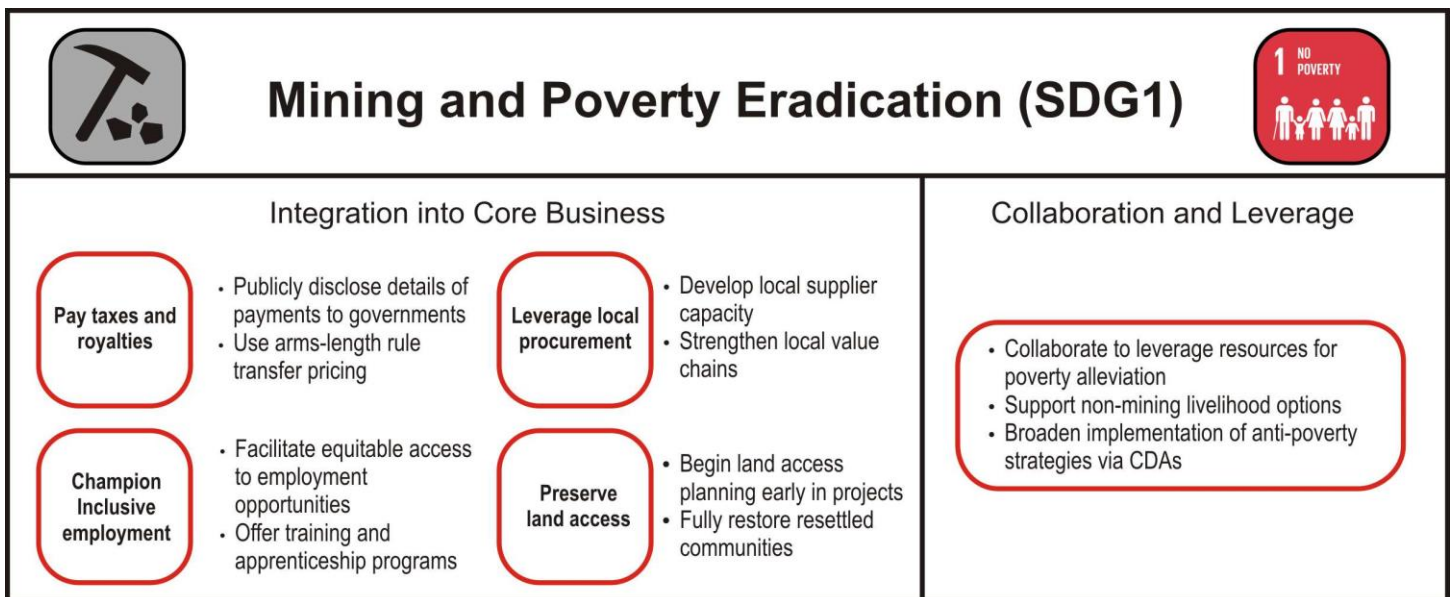 Mining and Poverty Eradication (SDG1)
1 NO
POVERTY
Integration into Core Business
Pay taxes and
royalties
• Publicly disclose details of
payments to governments
• Use arms-length rule
transfer pricing
Leverage local
procurement
• Develop local supplier
capacity
• Strengthen local value
chains
Champion
Inclusive
employment
• Facilitate equitable access
to employment
opportunities
• Offer training and
apprenticeship programs
Preserve
land access
• Begin land access
planning early in projects
• Fully restore resettled
communities
Collaboration and Leverage
• Collaborate to leverage resources for
poverty alleviation
• Support non-mining livelihood options
• Broaden implementation of anti-poverty
strategies via CDAs